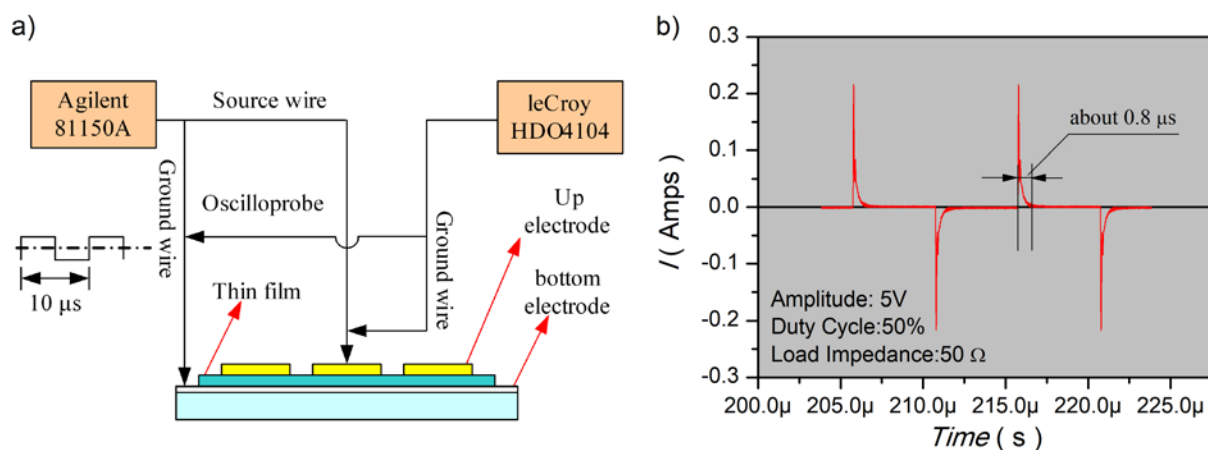 a)
Agilent
81150A
Source wire
leCroy
HDO4104
Ground wire
Oscilloprobe
Ground wire
Up
electrode
10 μs
Thin film
bottom
electrode
b)
0.3
0.2
0.1
0.0
-0.1
-0.2
-0.3
I ( Amps)
about 0.8 μs
Amplitude: 5V
Duty Cycle:50%
Load Impedance:50 Ω
200.0μ 205.0μ 210.0μ 215.0μ 220.0μ 225.0μ
Time ( s )